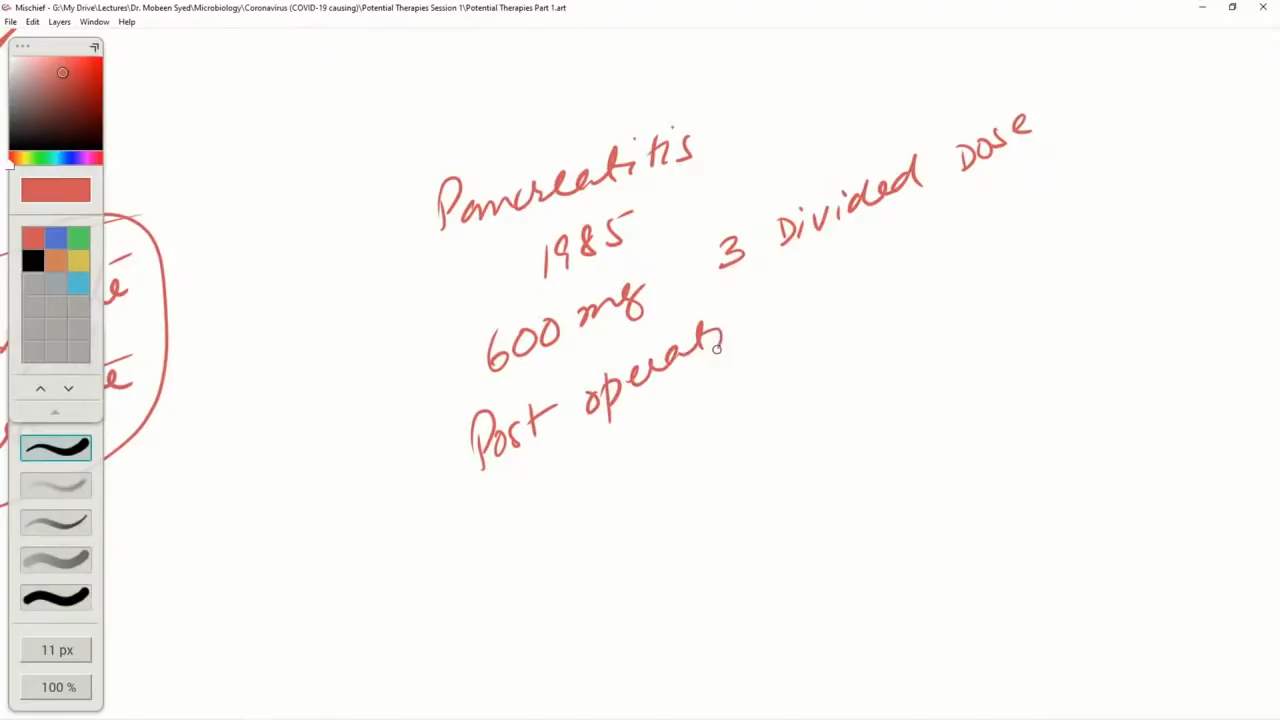 Mischief - G:\My Drive\Lectures\Dr. Mobeen Syed\Microbiology\Coronavirus (COVID-19 causing)\Potential Therapies Session 1\Potential Therapies Part 1.art
File Edit Layers Window Help
Pancreatitis
1985
600 mg 3 Divided Dose
Post operat
11 px
100 %